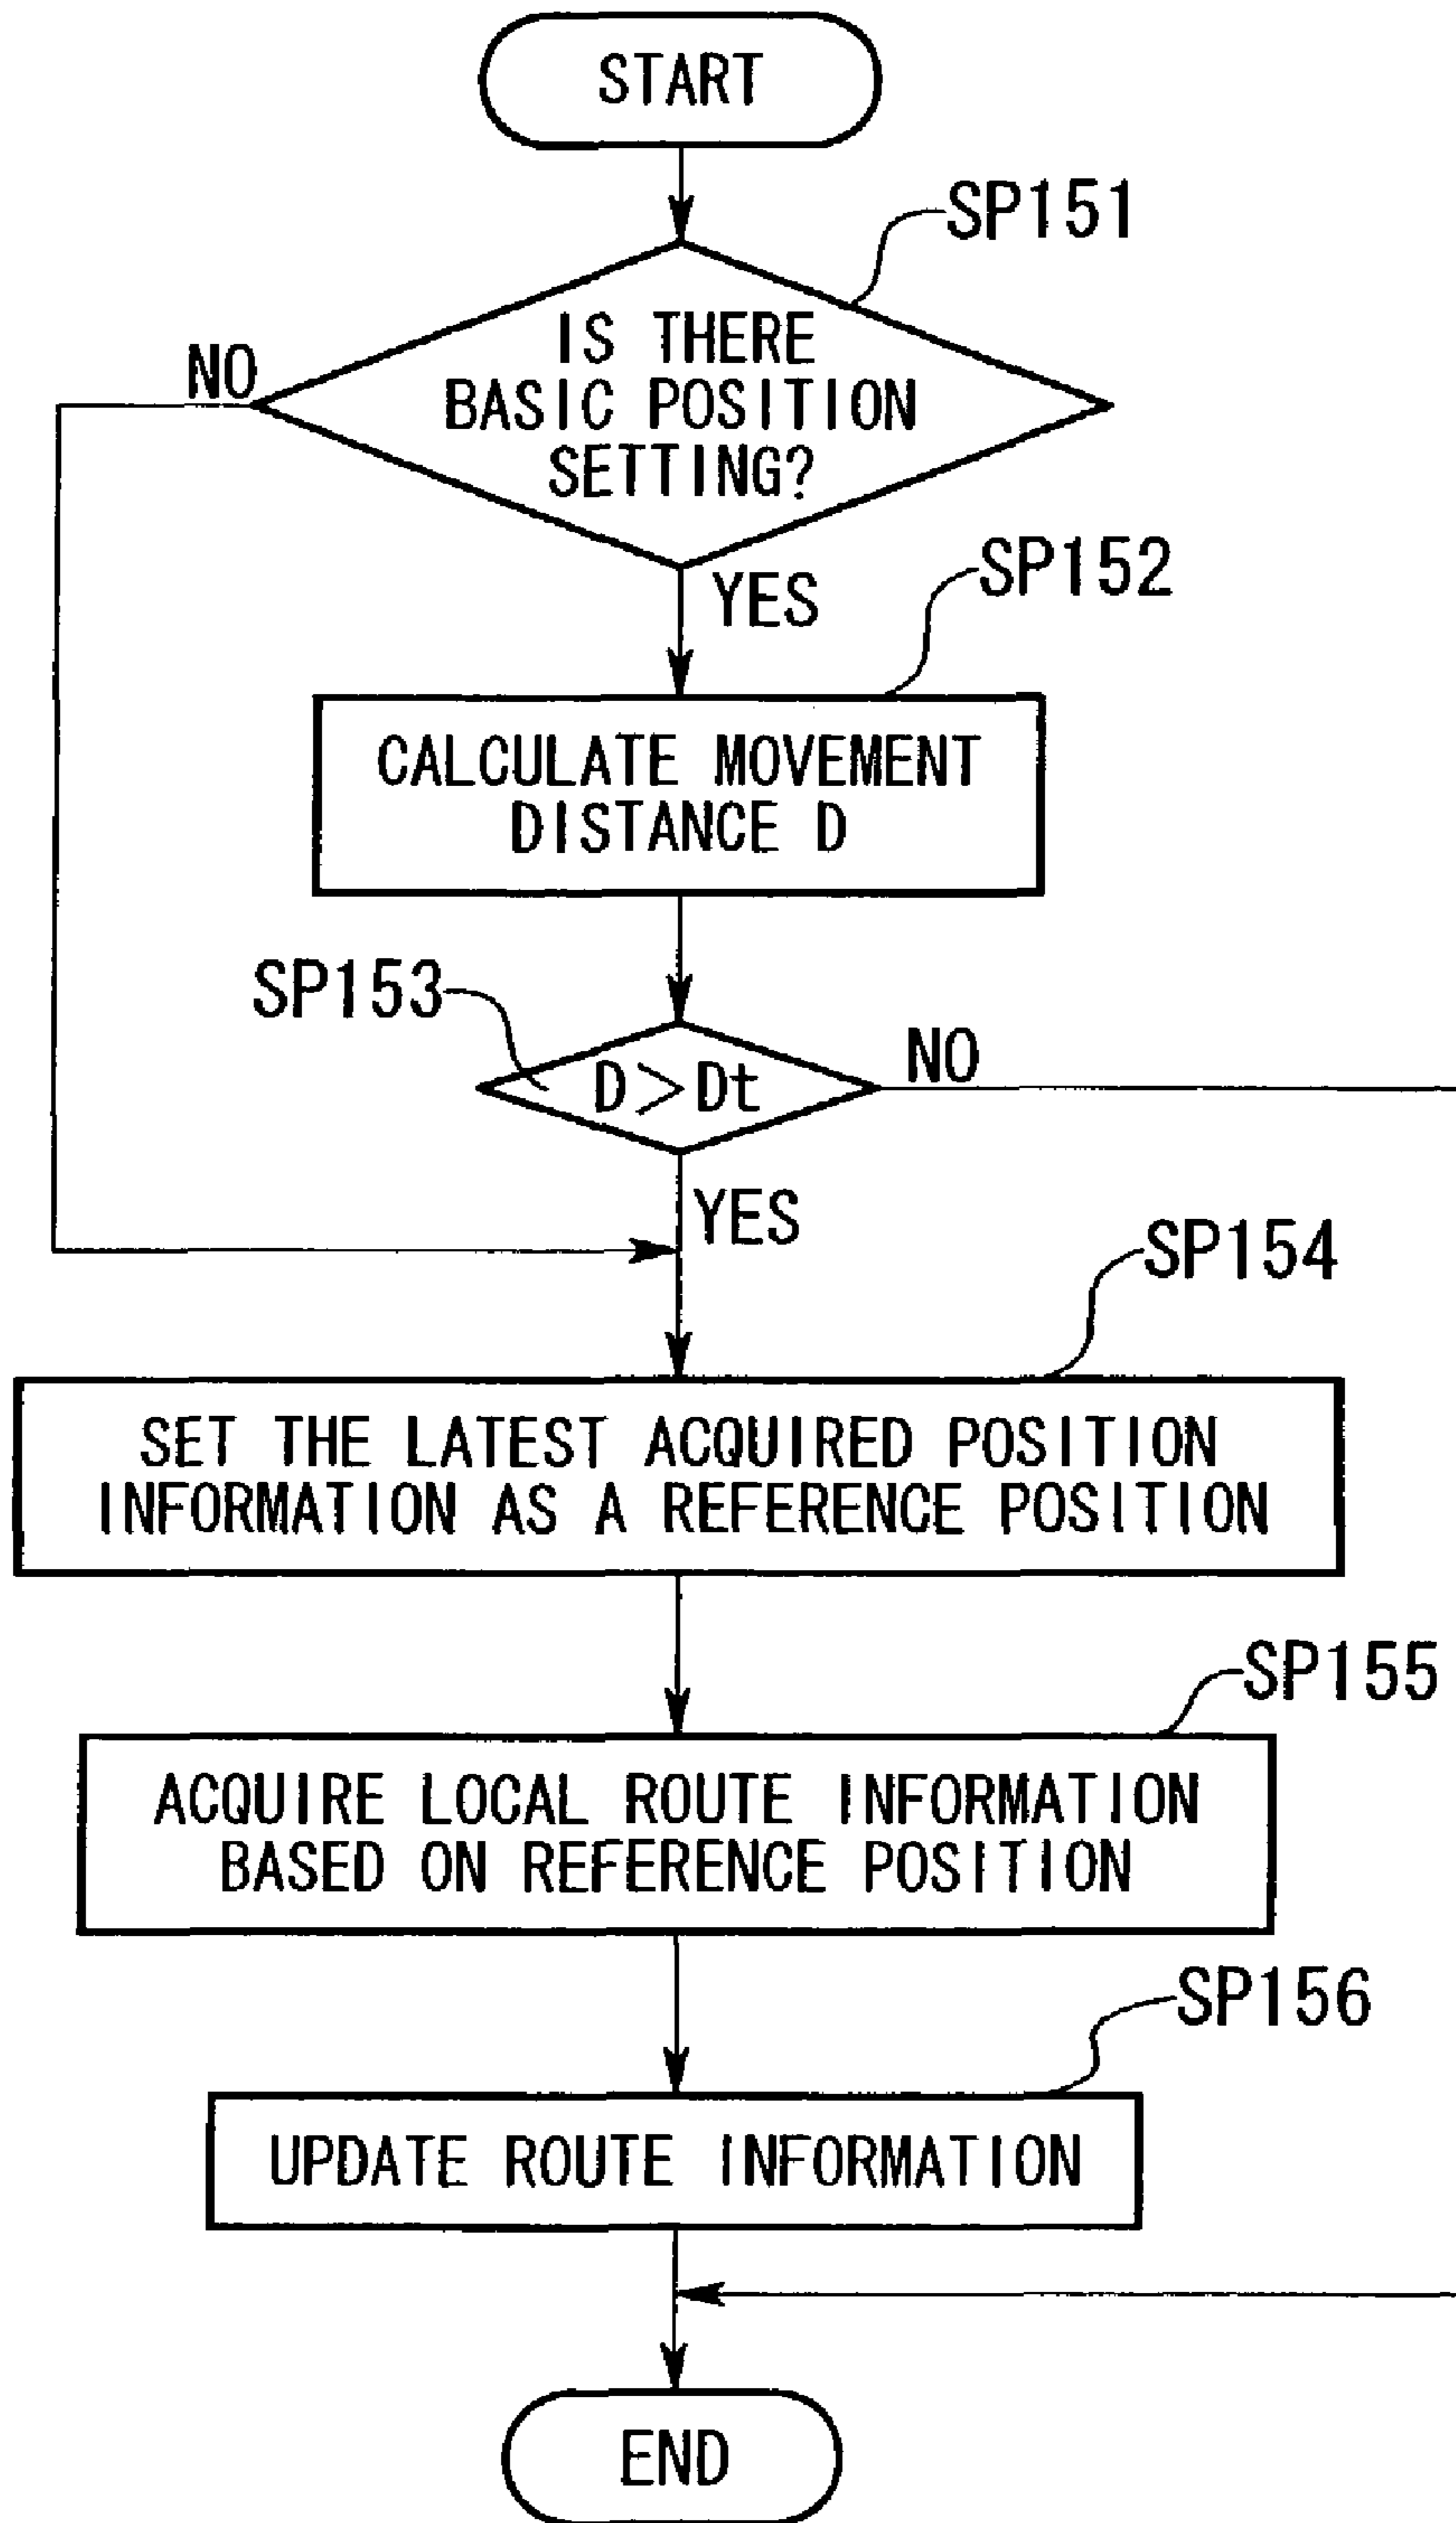 START
SP151
IS THERE
BASIC POSITION
SETTING?
NO
YES
SP152
CALCULATE MOVEMENT
DISTANCE D
SP153
D>Dt
NO
YES
SP154
SET THE LATEST ACQUIRED POSITION
INFORMATION AS A REFERENCE POSITION
SP155
ACQUIRE LOCAL ROUTE INFORMATION
BASED ON REFERENCE POSITION
SP156
UPDATE ROUTE INFORMATION
END